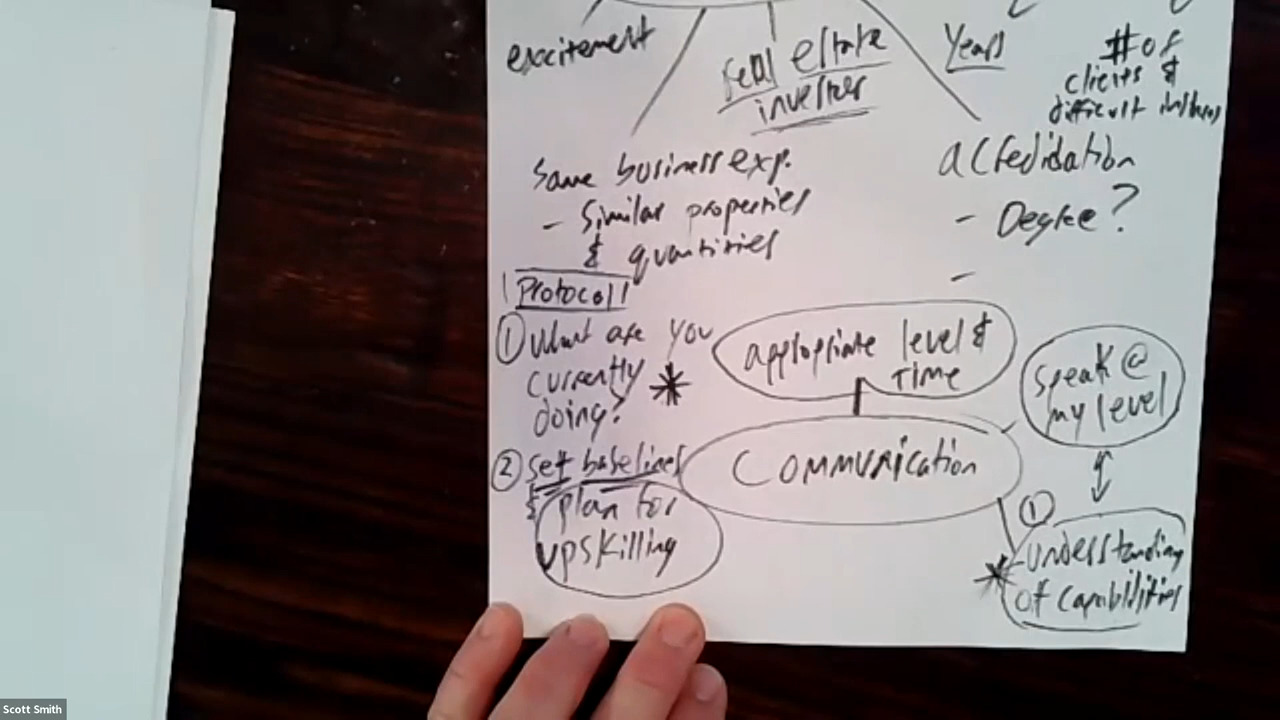 excitement
real estate
investor
Years
# of
clients &
difficult
Same business exp.
- Similar properties
& quantities
accredidation
- Degree?
-
Protocol
① What are you
currently *
doing?
② set baselines
& plan for
upskilling
appropriate level &
TIME
Communication
Speak @
my level
①
* -understanding
of capabilities
Scott Smith